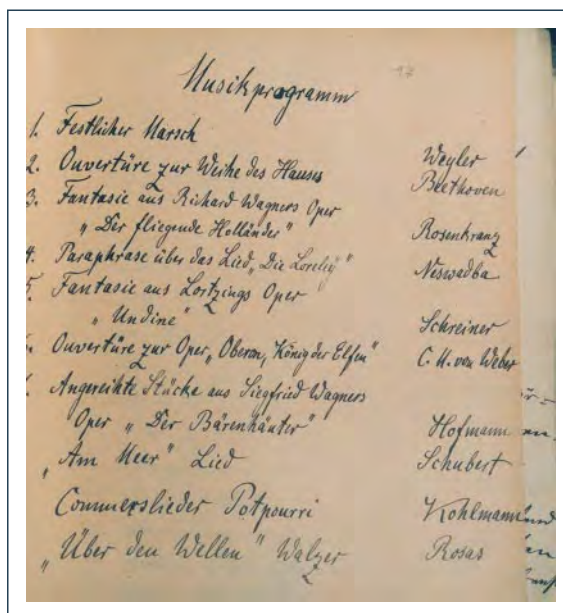 17
Musikprogramm
1. Festlicher Marsch Weyler
2. Ouvertüre zur Weihe des Hauses Beethoven
3. Fantasie aus Richard Wagners Oper
„Der fliegende Holländer" Rosenkranz
4. Paraphrase über das Lied „Die Loreley" Neswadba
5. Fantasie aus Lortzings Oper
„Undine" Schreiner
Ouvertüre zur Oper „Oberon, König der Elfen" C. M. von Weber
Angereihte Stücke aus Siegfried Wagners
Oper „Der Bärenhäuter" Hofmann
„Am Meer" Lied Schubert
Commerslieder Potpourri Kohlmann
„Über den Wellen" Walzer Rosas